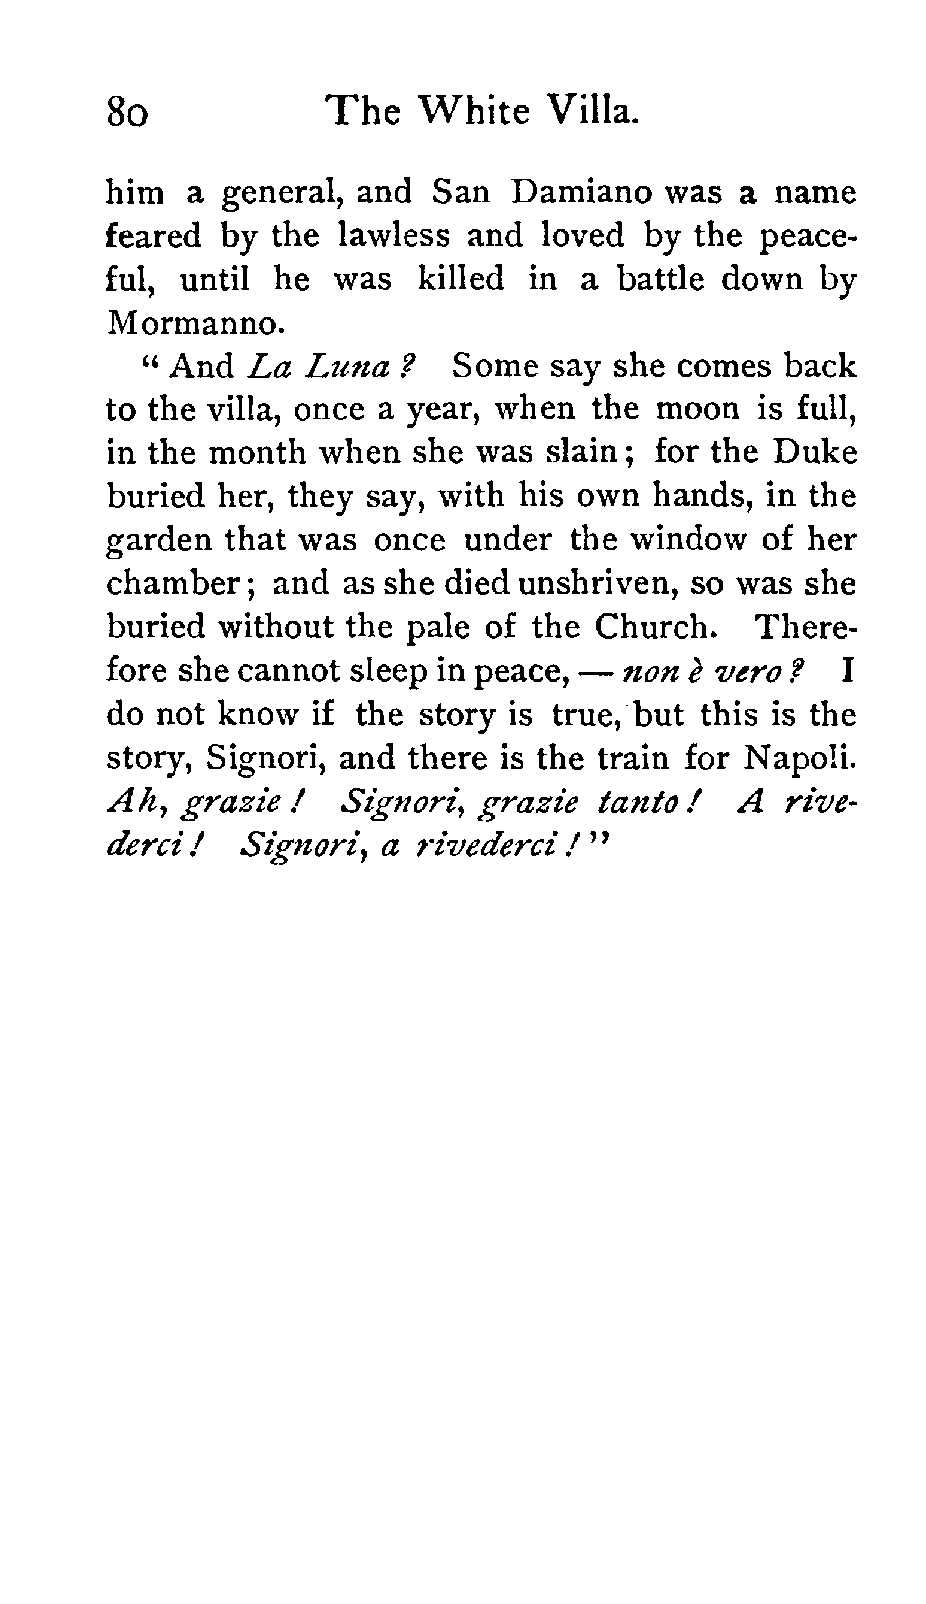 80 The White Villa.
him a general, and San Damiano was a name
feared by the lawless and loved by the peace-
ful, until he was killed in a battle down by
Mormanno.
“ And La Luna ? Some say she comes back
to the villa, once a year, when the moon is full,
in the month when she was slain ; for the Duke
buried her, they say, with his own hands, in the
garden that was once under the window of her
chamber ; and as she died unshriven, so was she
buried without the pale of the Church. There-
fore she cannot sleep in peace, — non è vero ? I
do not know if the story is true, but this is the
story, Signori, and there is the train for Napoli.
Ah, grazie ! Signori, grazie tanto ! A rive-
derci ! Signori, a rivederci ! ”